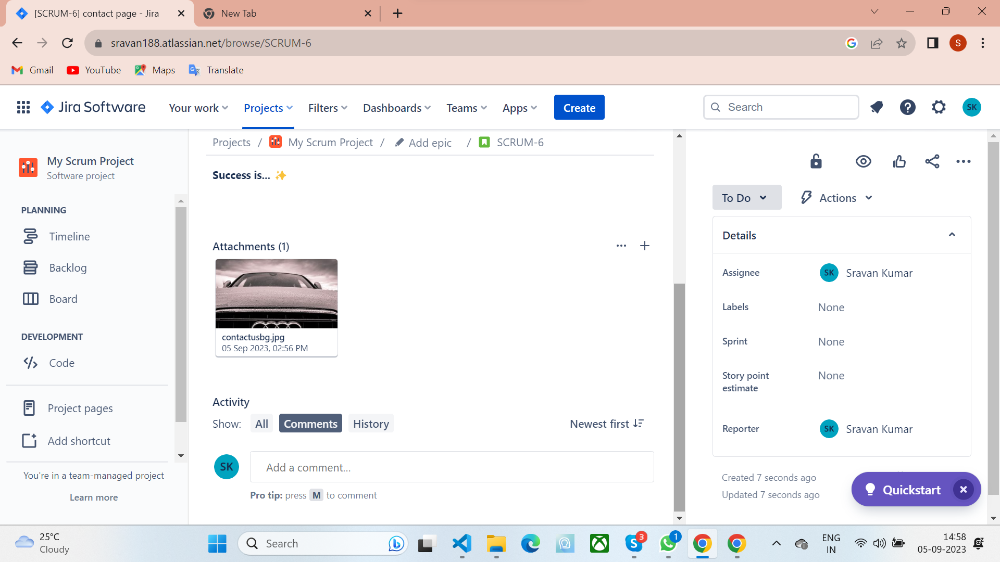 [SCRUM-6] contact page - Jira
New Tab
sravan188.atlassian.net/browse/SCRUM-6
S
Gmail
YouTube
Maps
Translate
Jira Software
Your work
Projects
Filters
Dashboards
Teams
Apps
Create
Search
SK
My Scrum Project
Software project
PLANNING
Timeline
Backlog
Board
DEVELOPMENT
Code
Project pages
Add shortcut
You're in a team-managed project
Learn more
Projects / My Scrum Project / Add epic / SCRUM-6
Success is... ✨
Attachments (1)
contactusbg.jpg
05 Sep 2023, 02:56 PM
Activity
Show: All Comments History
Newest first
SK
Add a comment...
Pro tip: press M to comment
To Do
Actions
Details
Assignee SK Sravan Kumar
Labels None
Sprint None
Story point
estimate
None
Reporter SK Sravan Kumar
Created 7 seconds ago
Updated 7 seconds ago
Quickstart
25°C
Cloudy
Search
3
1
ENG
IN
14:58
05-09-2023